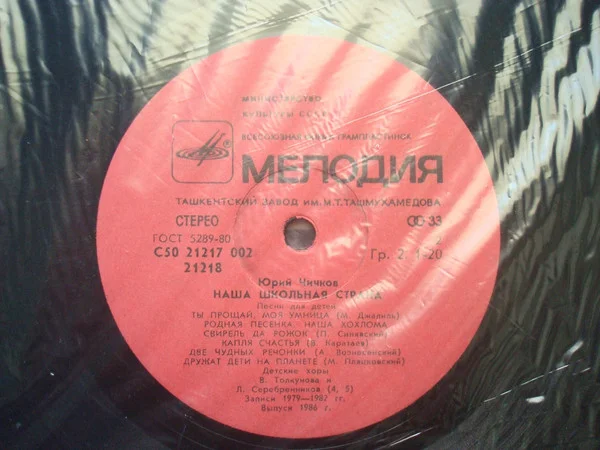 МИНИСТЕРСТВО
КУЛЬТУРЫ СССР
ВСЕСОЮЗНАЯ ФИРМА ГРАМПЛАСТИНОК
МЕЛОДИЯ
ТАШКЕНТСКИЙ ЗАВОД ИМ. М.Т.ТАШМУХАМЕДОВА
СТЕРЕО 33
ГОСТ 5289-80 2
С50 21217 002 Гр. 2. 1-20
21218
Юрий Чичков
НАША ШКОЛЬНАЯ СТРАНА
Песни для детей
ТЫ ПРОЩАЙ, МОЯ УМНИЦА (М. Джалиль)
РОДНАЯ ПЕСЕНКА, НАША ХОХЛОМА
СВИРЕЛЬ ДА РОЖОК (П. Синявский)
КАПЛЯ СЧАСТЬЯ (В. Каратаев)
ДВЕ ЧУДНЫХ РЕЧОНКИ (А. Вознесенский)
ДРУЖАТ ДЕТИ НА ПЛАНЕТЕ (М. Пляцковский)
Детские хоры
В. Толкунова и
Л. Серебренников (4, 5)
Записи 1979—1982 гг.
Выпуск 1986 г.